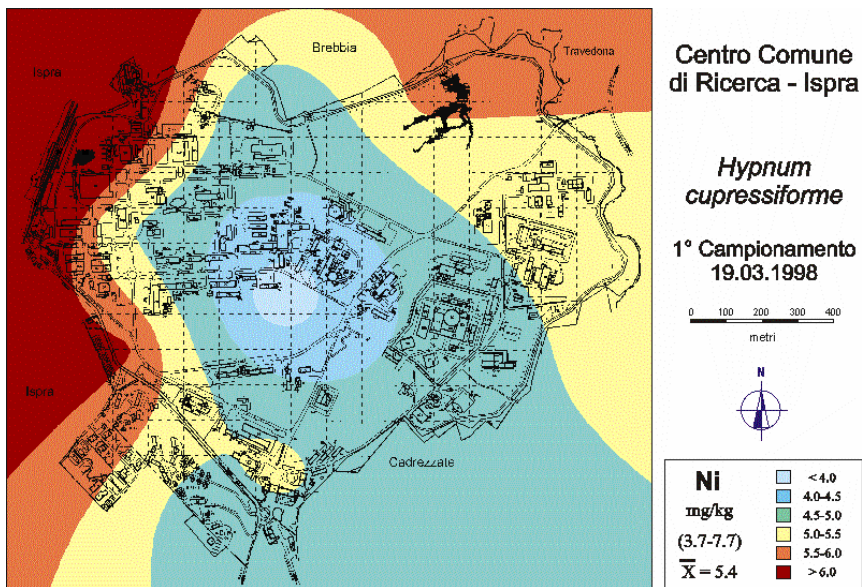 Brebbia
Travedona
Ispra
Ispra
Cadrezzate
Centro Comune
di Ricerca - Ispra
Hypnum
cupressiforme
1° Campionamento
19.03.1998
0 100 200 300 400
metri
N
Ni
mg/kg
(3.7-7.7)
X̅ = 5.4
< 4.0
4.0-4.5
4.5-5.0
5.0-5.5
5.5-6.0
> 6.0